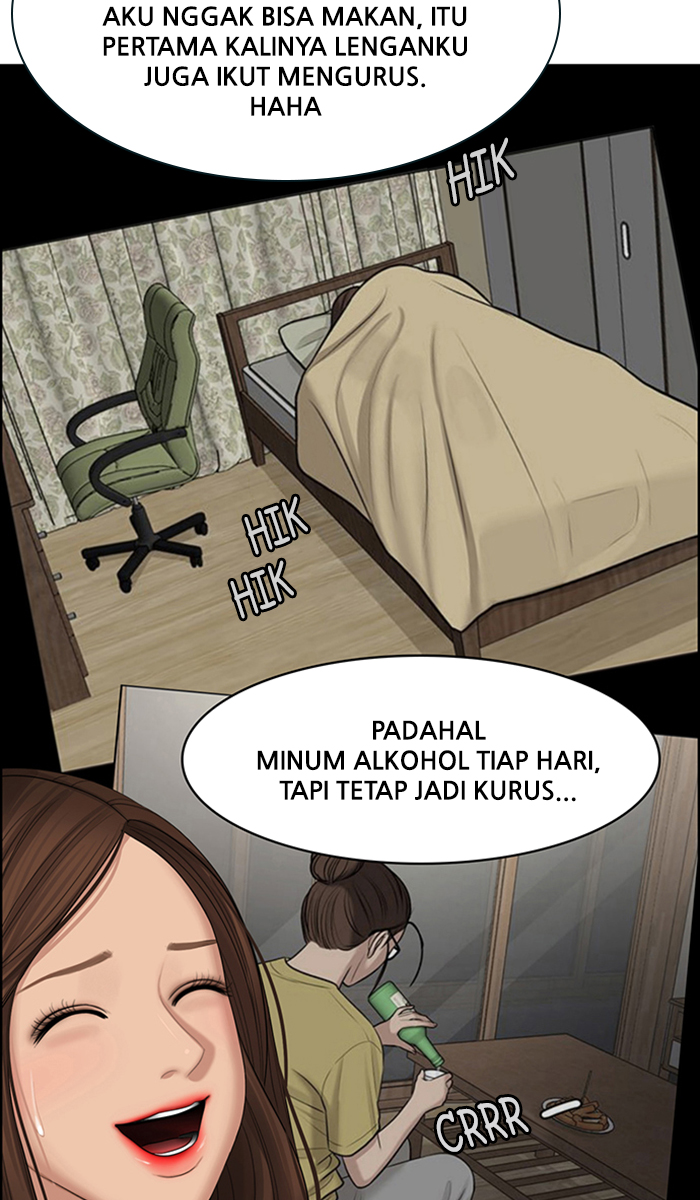 AKU NGGAK BISA MAKAN, ITU
PERTAMA KALINYA LENGANKU
JUGA IKUT MENGURUS.
HAHA
HIK
HIK
HIK
PADAHAL
MINUM ALKOHOL TIAP HARI,
TAPI TETAP JADI KURUS...
CRRR